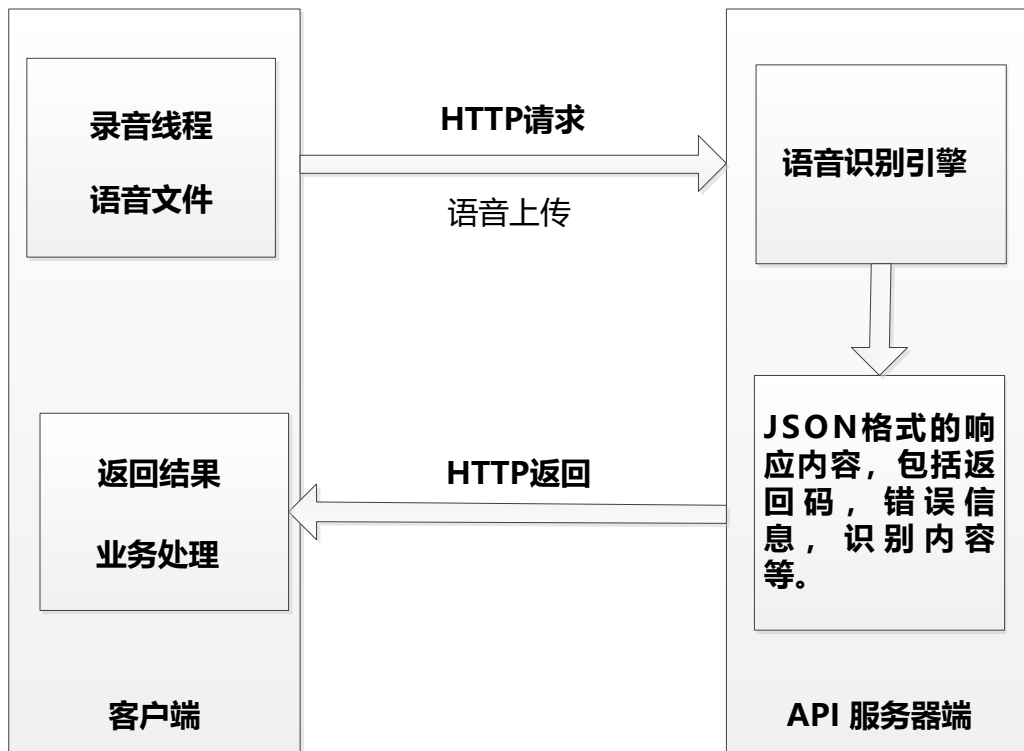 录音线程
语音文件
HTTP请求
语音上传
语音识别引擎
JSON格式的响
应内容，包括返
回码，错误信
息，识别内容
等。
HTTP返回
返回结果
业务处理
客户端
API 服务器端